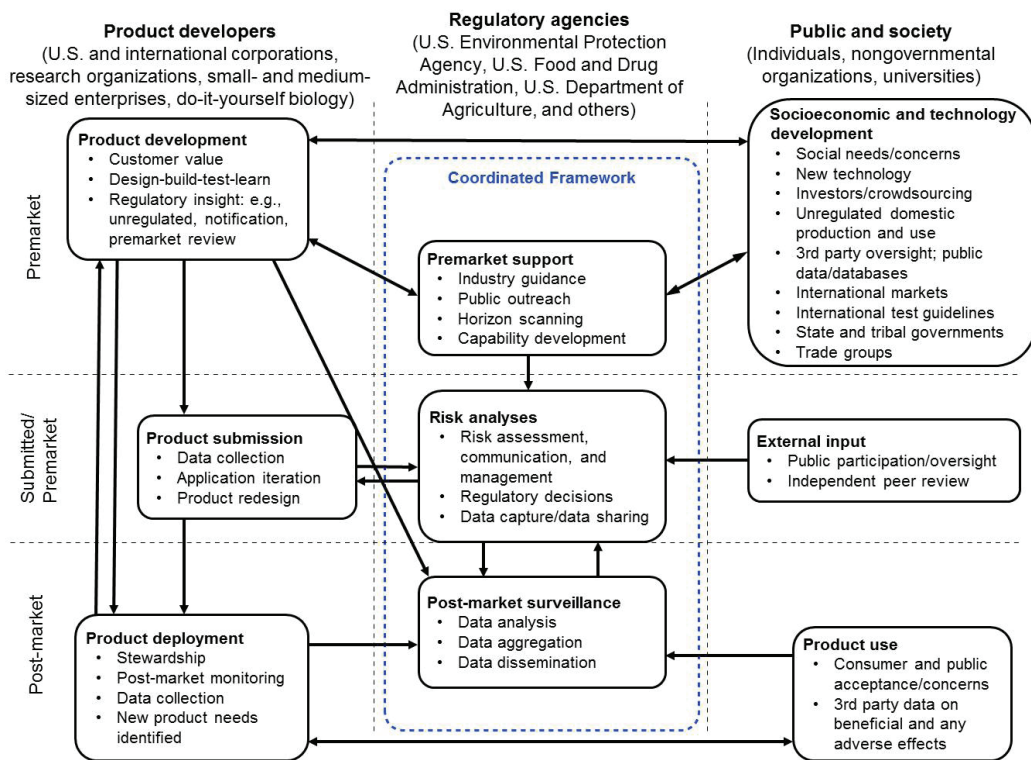 Product developers
(U.S. and international corporations,
research organizations, small- and medium-
sized enterprises, do-it-yourself biology)
Regulatory agencies
(U.S. Environmental Protection
Agency, U.S. Food and Drug
Administration, U.S. Department of
Agriculture, and others)
Public and society
(Individuals, nongovernmental
organizations, universities)
Premarket
Product development
• Customer value
• Design-build-test-learn
• Regulatory insight: e.g.,
unregulated, notification,
premarket review
Coordinated Framework
Premarket support
• Industry guidance
• Public outreach
• Horizon scanning
• Capability development
Socioeconomic and technology
development
• Social needs/concerns
• New technology
• Investors/crowdsourcing
• Unregulated domestic
production and use
• 3rd party oversight; public
data/databases
• International markets
• International test guidelines
• State and tribal governments
• Trade groups
Submitted/
Premarket
Product submission
• Data collection
• Application iteration
• Product redesign
Risk analyses
• Risk assessment,
communication, and
management
• Regulatory decisions
• Data capture/data sharing
External input
• Public participation/oversight
• Independent peer review
Post-market
Product deployment
• Stewardship
• Post-market monitoring
• Data collection
• New product needs
identified
Post-market surveillance
• Data analysis
• Data aggregation
• Data dissemination
Product use
• Consumer and public
acceptance/concerns
• 3rd party data on
beneficial and any
adverse effects